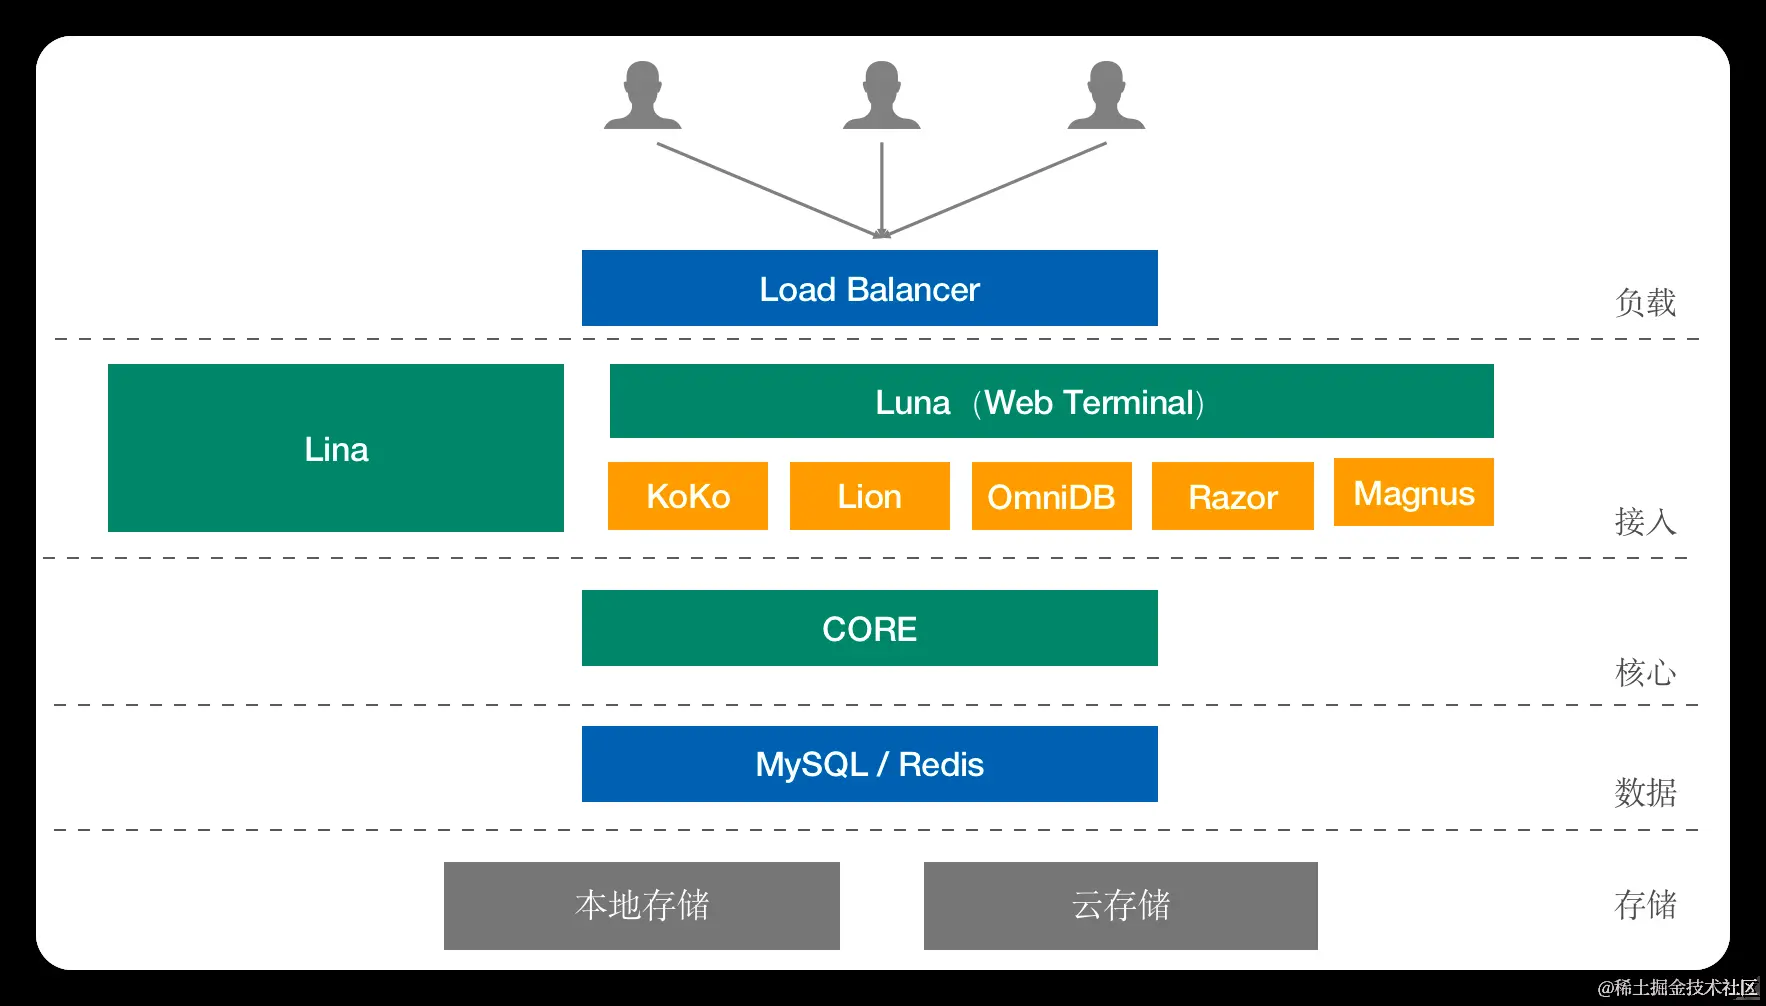 Load Balancer
负载
Lina
Luna（Web Terminal）
KoKo
Lion
OmniDB
Razor
Magnus
接入
CORE
核心
MySQL / Redis
数据
本地存储
云存储
存储
@稀土掘金技术社区